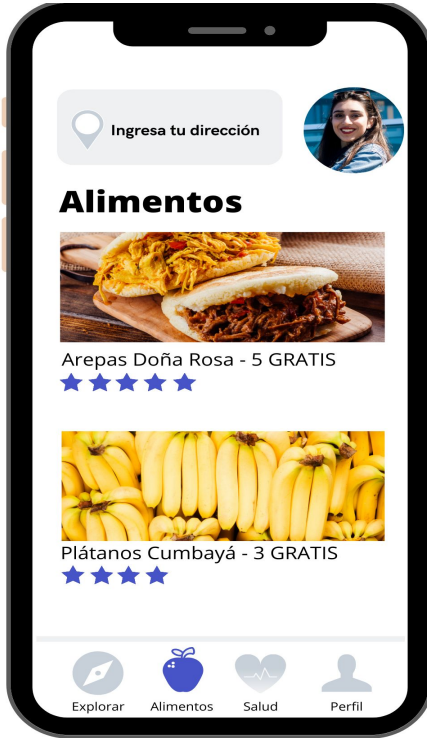 Ingresa tu dirección
Alimentos
Arepas Doña Rosa - 5 GRATIS
Plátanos Cumbayá - 3 GRATIS
Explorar
Alimentos
Salud
Perfil